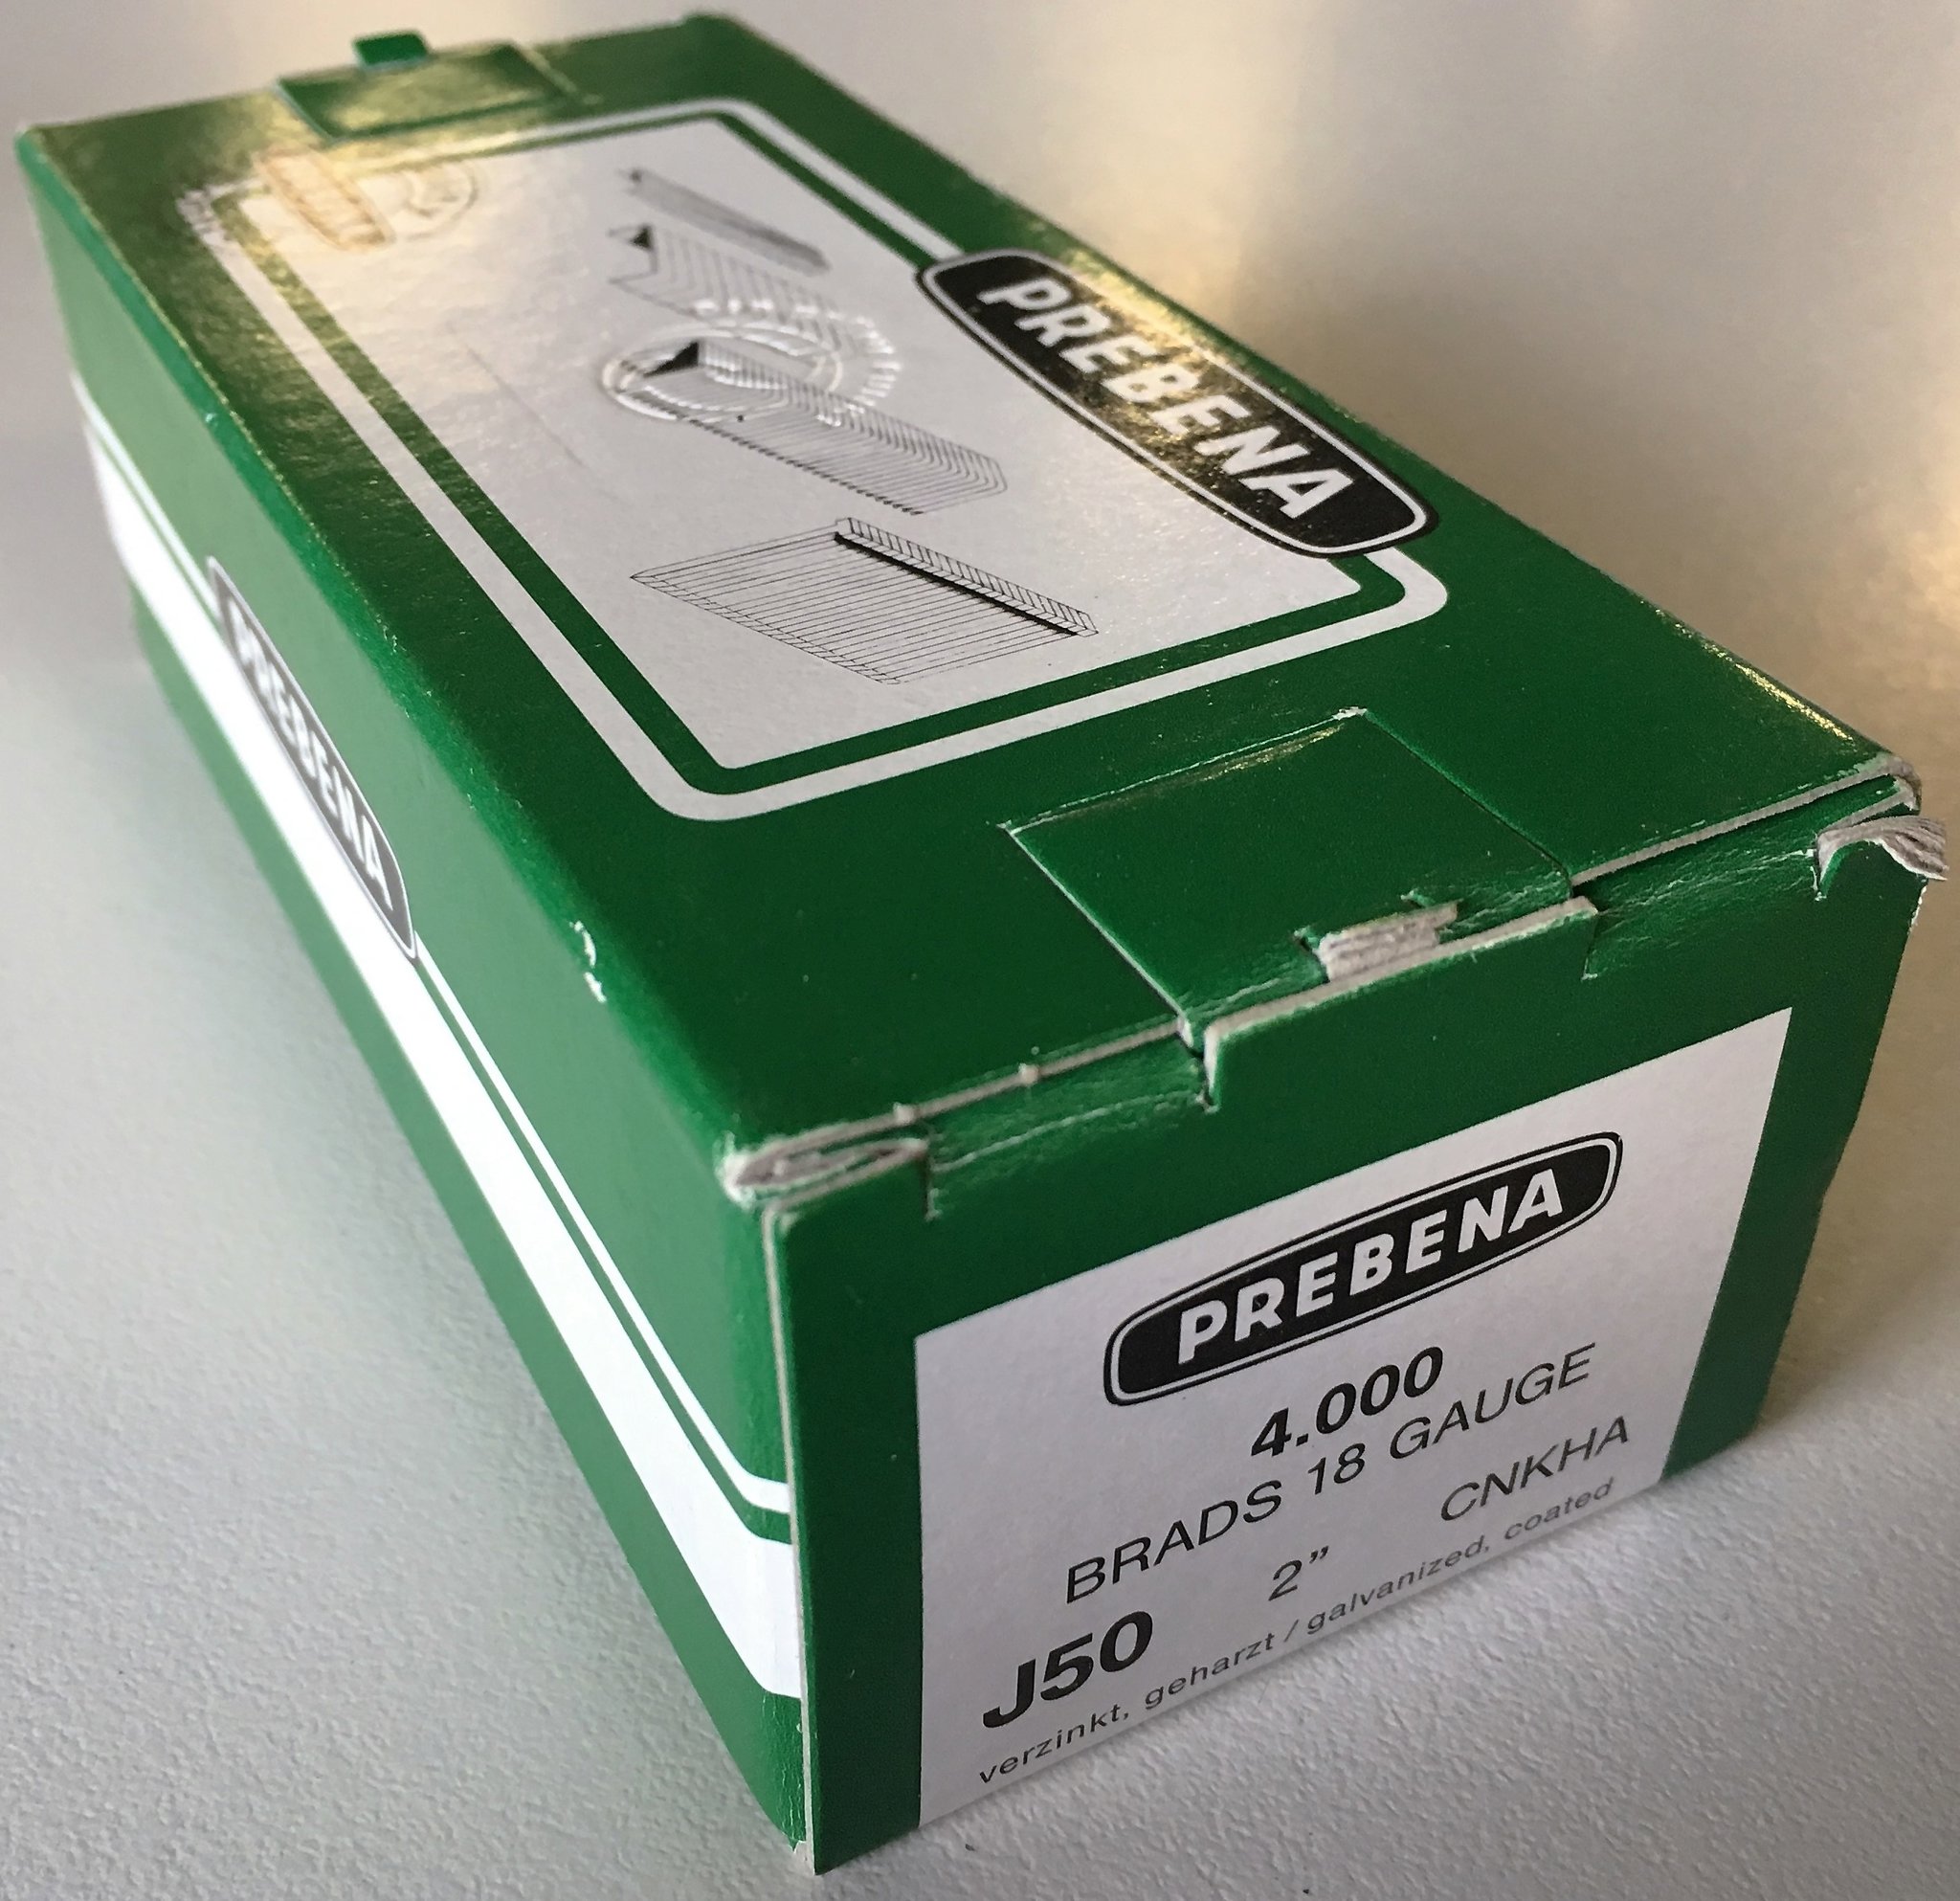 PREBENA
PREBENA
PREBENA
4.000
BRADS 18 GAUGE
J50 2” CNKHA
verzinkt, geharzt / galvanized, coated